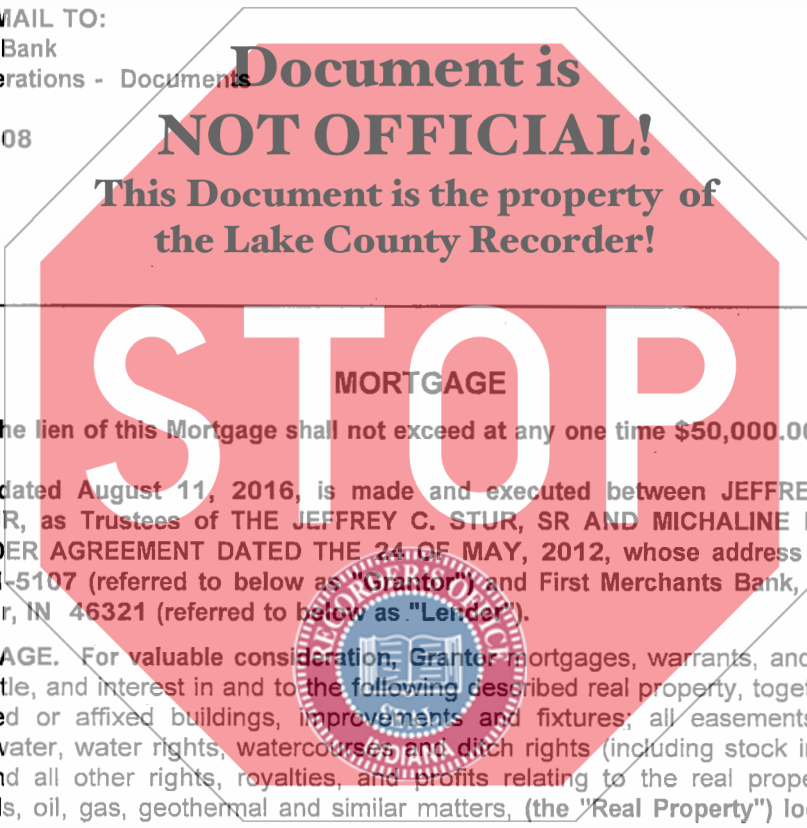 MAIL TO:
Bank
erations - Documents
08
Document is
NOT OFFICIAL!
This Document is the property of
the Lake County Recorder!
STOP
MORTGAGE
he lien of this Mortgage shall not exceed at any one time $50,000.00
dated August 11, 2016, is made and executed between JEFFRE
R, as Trustees of THE JEFFREY C. STUR, SR AND MICHALINE
DER AGREEMENT DATED THE 24 OF MAY, 2012, whose address
-5107 (referred to below as "Grantor") and First Merchants Bank,
r, IN 46321 (referred to below as "Lender").
RECORDER'S OFFICE
SEAL
INDIANA
AGE. For valuable consideration, Grantor mortgages, warrants, and
tle, and interest in and to the following described real property, toget
ed or affixed buildings, improvements and fixtures; all easements
vater, water rights, watercourses and ditch rights (including stock i
nd all other rights, royalties, and profits relating to the real prope
ls, oil, gas, geothermal and similar matters, (the "Real Property") lo